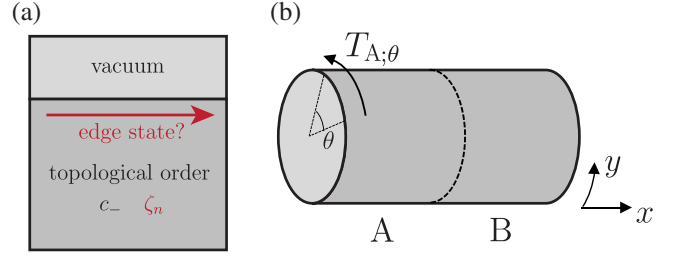 (a)
vacuum
edge state?
topological order
c₋ ζₙ
(b)
T_{A;θ}
θ
A
B
y
x